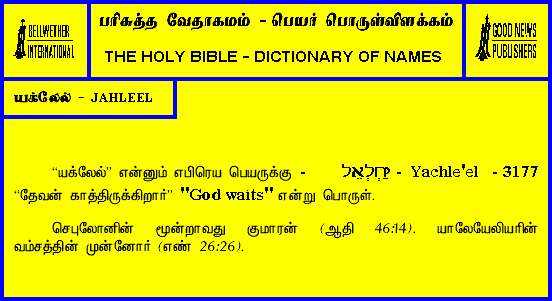 BELLWETHER
INTERNATIONAL
பரிசுத்த வேதாகமம் - பெயர் பொருள்விளக்கம்
THE HOLY BIBLE - DICTIONARY OF NAMES
GOOD NEWS
PUBLISHERS
யக்லேல் - JAHLEEL
“யக்லேல்” என்னும் எபிரெய பெயருக்கு - יַחְלְאֵל - Yachle'el - 3177
“தேவன் காத்திருக்கிறார்” "God waits" என்று பொருள்.
செபுலோனின் மூன்றாவது குமாரன் (ஆதி 46:14). யாலேயேலியரின்
வம்சத்தின் முன்னோர் (எண் 26:26).